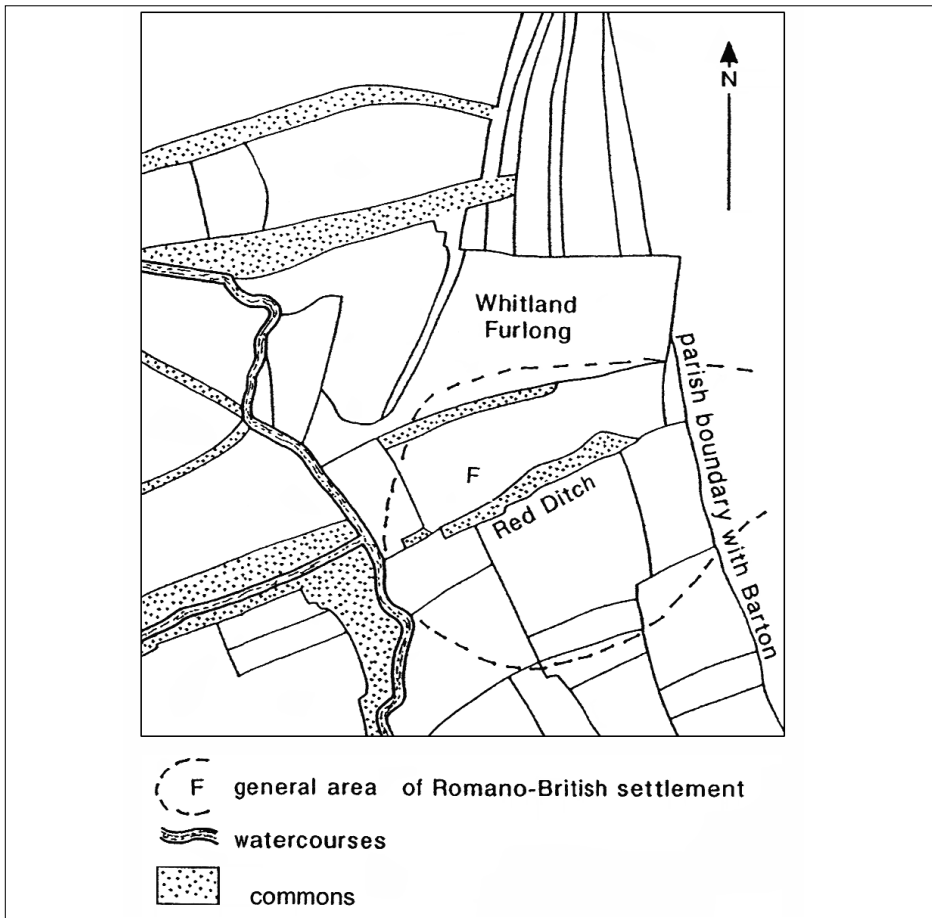 N
Whitland
Furlong
parish boundary with Barton
F
Red Ditch
F general area of Romano-British settlement
watercourses
commons